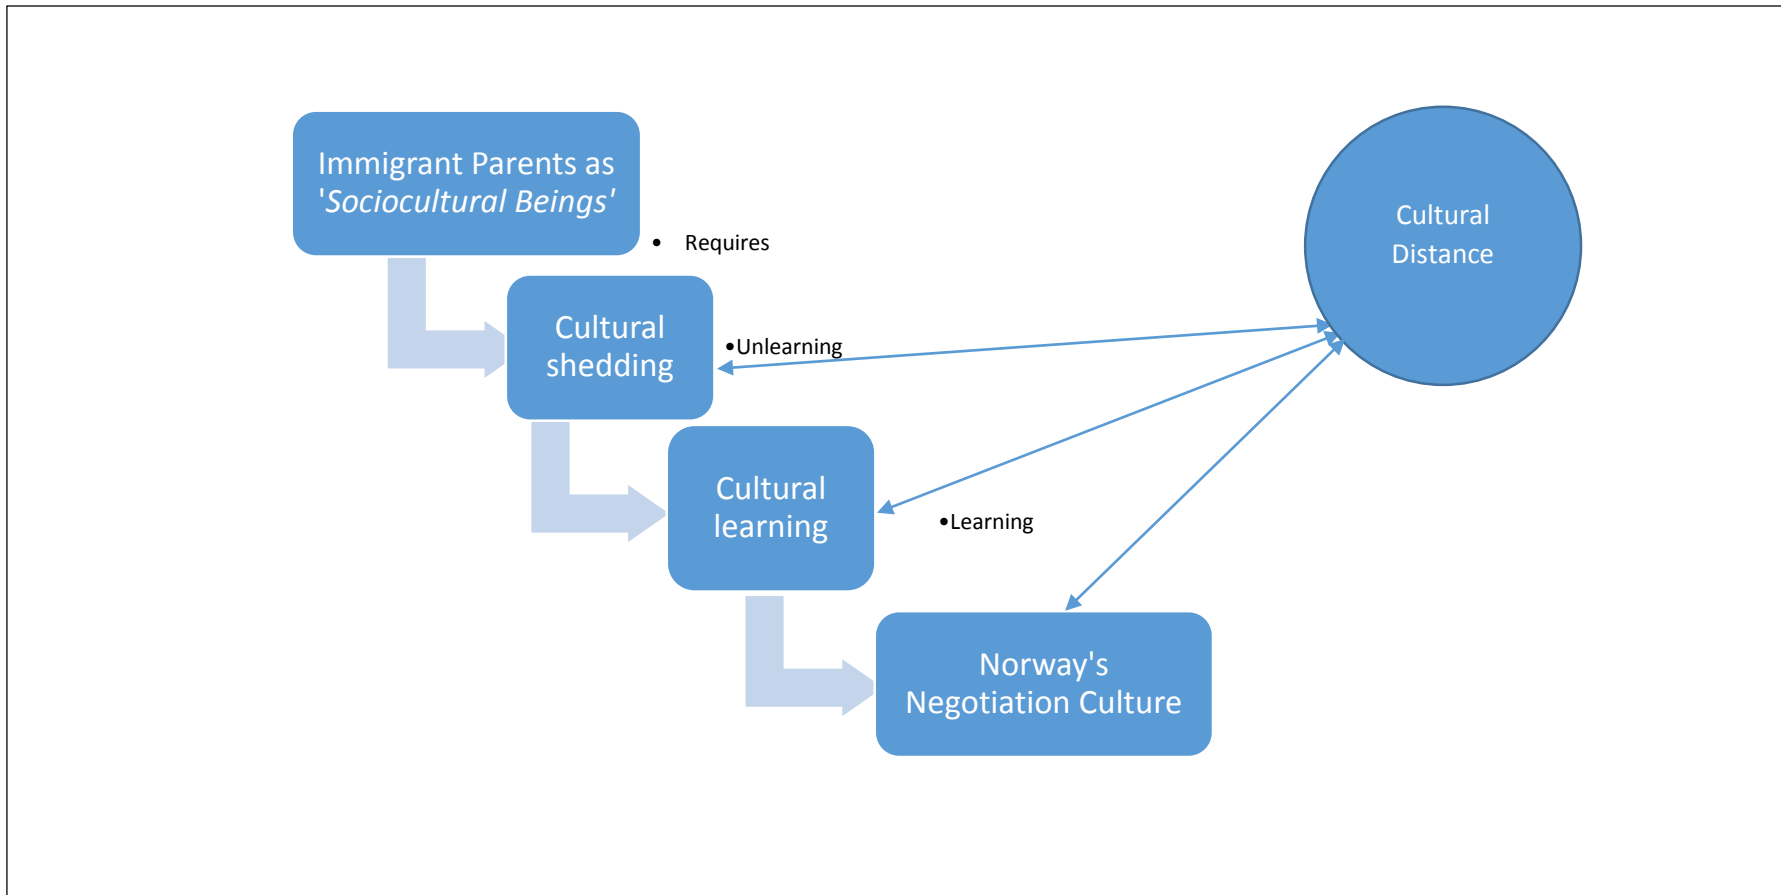 Immigrant Parents as
'Sociocultural Beings'
• Requires
Cultural
shedding
•Unlearning
Cultural
learning
•Learning
Norway's
Negotiation Culture
Cultural
Distance